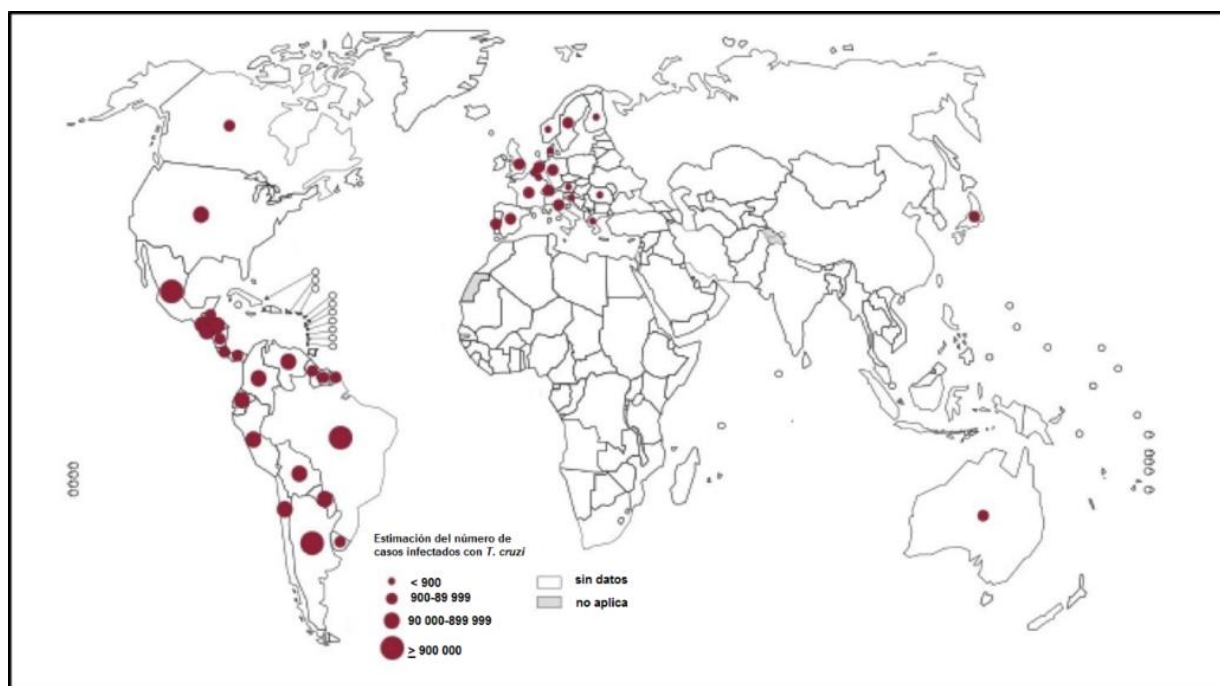 Estimación del número de
casos infectados con T. cruzi
< 900
900-89 999
90 000-899 999
≥ 900 000
sin datos
no aplica